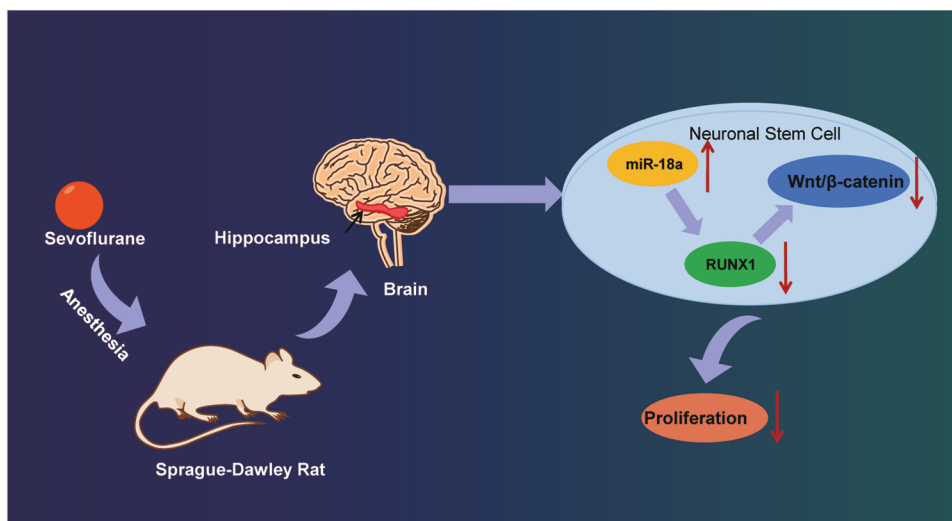 Sevoflurane
Anesthesia
Sprague-Dawley Rat
Hippocampus
Brain
Neuronal Stem Cell
miR-18a
Wnt/β-catenin
RUNX1
Proliferation